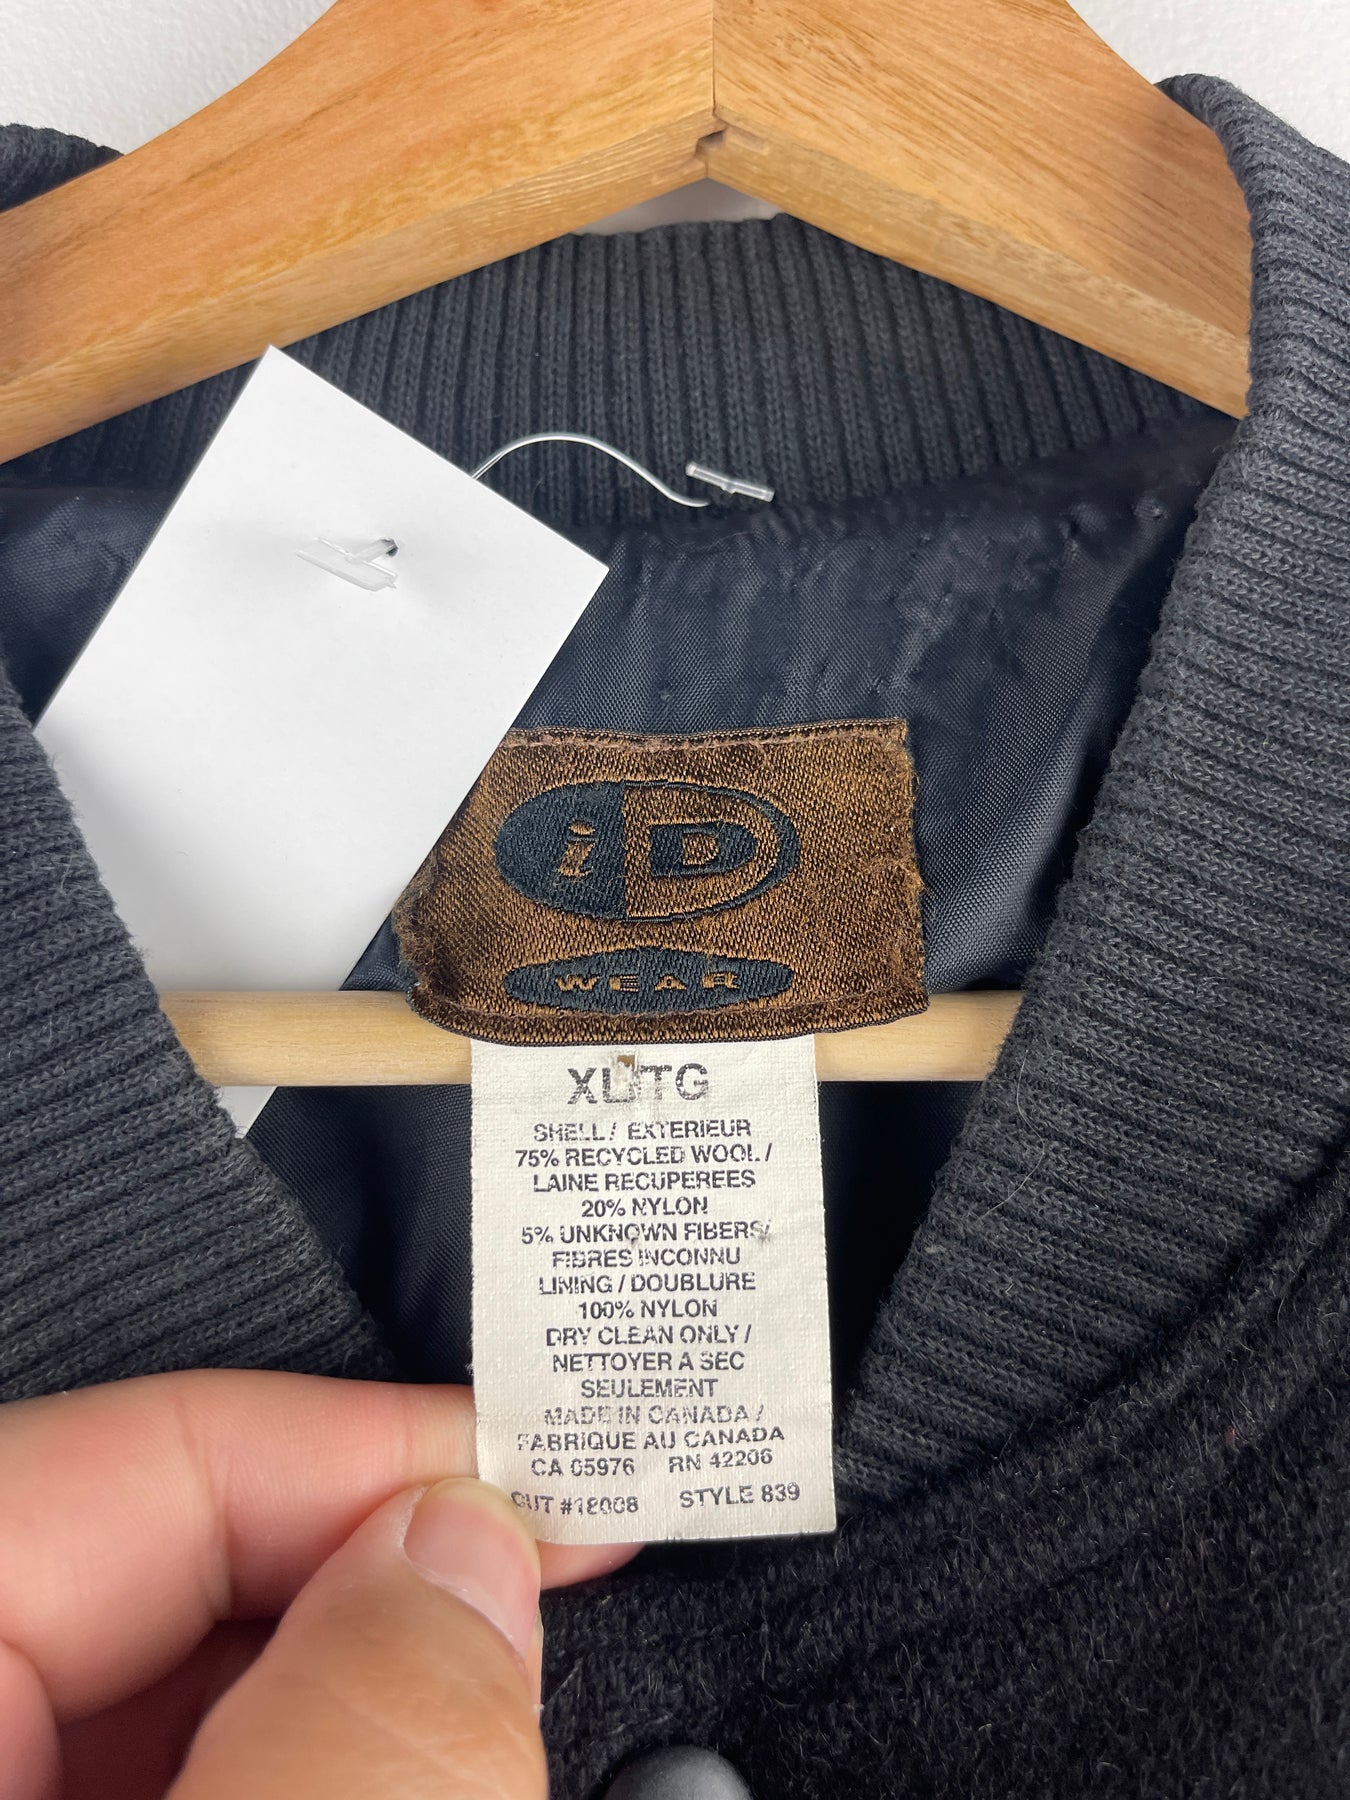 iD
WEAR
XL/TG
SHELL / EXTERIEUR
75% RECYCLED WOOL /
LAINE RECUPEREES
20% NYLON
5% UNKNOWN FIBERS/
FIBRES INCONNU
LINING / DOUBLURE
100% NYLON
DRY CLEAN ONLY /
NETTOYER A SEC
SEULEMENT
MADE IN CANADA /
FABRIQUE AU CANADA
CA 05976 RN 42206
CUT #18008 STYLE 839